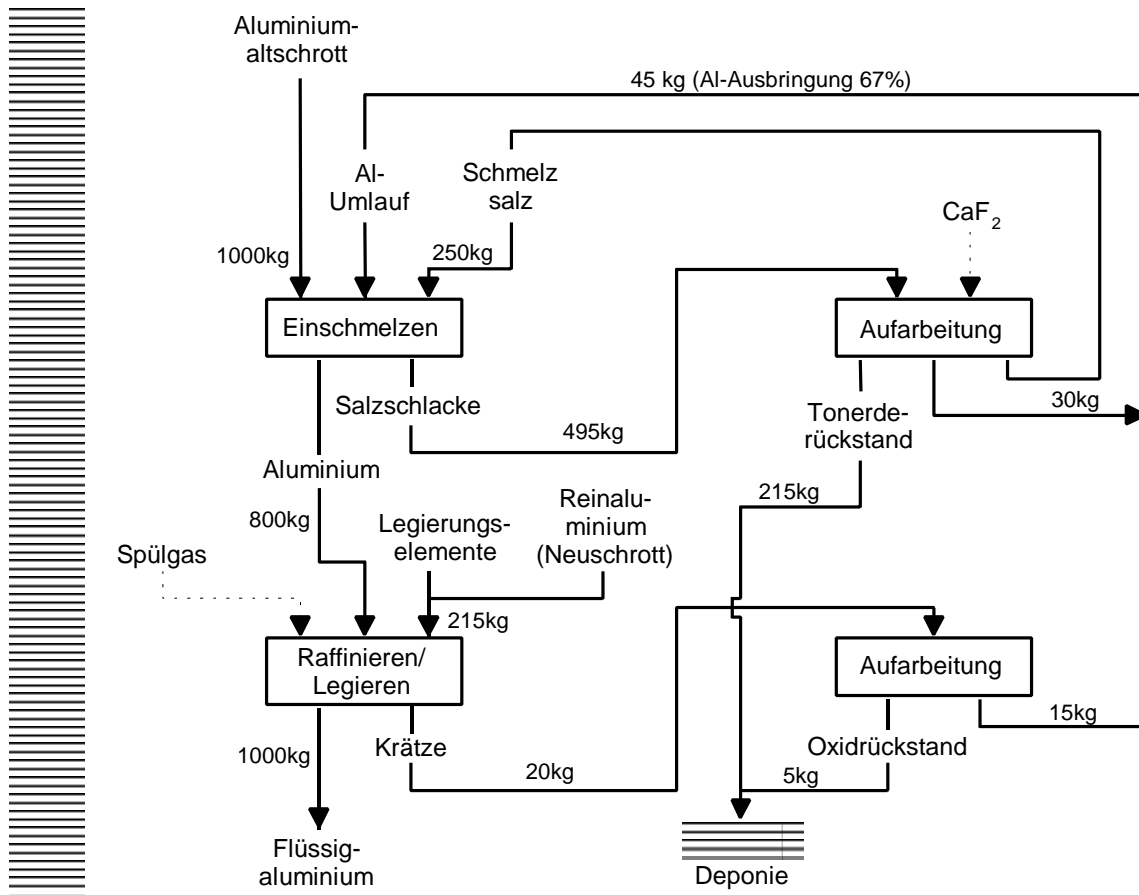 Aluminium-
altschrott
45 kg (Al-Ausbringung 67%)
Al-
Umlauf
Schmelz
salz
CaF2
1000kg
250kg
Einschmelzen
Aufarbeitung
Salzschlacke
495kg
Tonerde-
rückstand
30kg
Aluminium
800kg
215kg
Spülgas
Legierungs-
elemente
Reinalu-
minium
(Neuschrott)
215kg
Raffinieren/
Legieren
Aufarbeitung
1000kg
Krätze
20kg
Oxidrückstand
15kg
5kg
Flüssig-
aluminium
Deponie